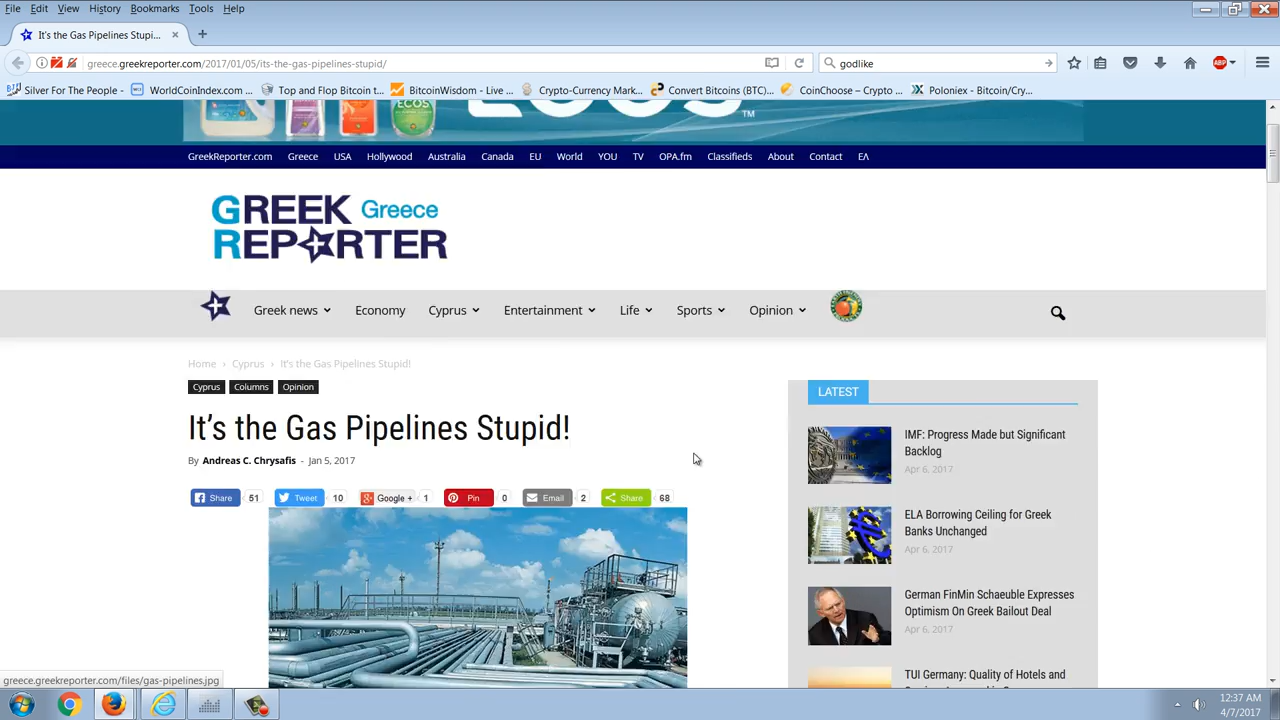 File Edit View History Bookmarks Tools Help
It's the Gas Pipelines Stupi...
greece.greekreporter.com/2017/01/05/its-the-gas-pipelines-stupid/
godlike
Silver For The People - ...
WorldCoinIndex.com ...
Top and Flop Bitcoin t...
BitcoinWisdom - Live ...
Crypto-Currency Mark...
Convert Bitcoins (BTC)...
CoinChoose – Crypto ...
Poloniex - Bitcoin/Cry...
ECOS
ECOS™
GreekReporter.com Greece USA Hollywood Australia Canada EU World YOU TV OPA.fm Classifieds About Contact ΕΛ
GREEK Greece
REPORTER
Greek news Economy Cyprus Entertainment Life Sports Opinion
Home › Cyprus › It's the Gas Pipelines Stupid!
Cyprus Columns Opinion
It's the Gas Pipelines Stupid!
By Andreas C. Chrysafis - Jan 5, 2017
Share 51 Tweet 10 Google + 1 Pin 0 Email 2 Share 68
LATEST
IMF: Progress Made but Significant
Backlog
Apr 6, 2017
ELA Borrowing Ceiling for Greek
Banks Unchanged
Apr 6, 2017
German FinMin Schaeuble Expresses
Optimism On Greek Bailout Deal
Apr 6, 2017
TUI Germany: Quality of Hotels and
greece.greekreporter.com/files/gas-pipelines.jpg
ABP
12:37 AM
4/7/2017